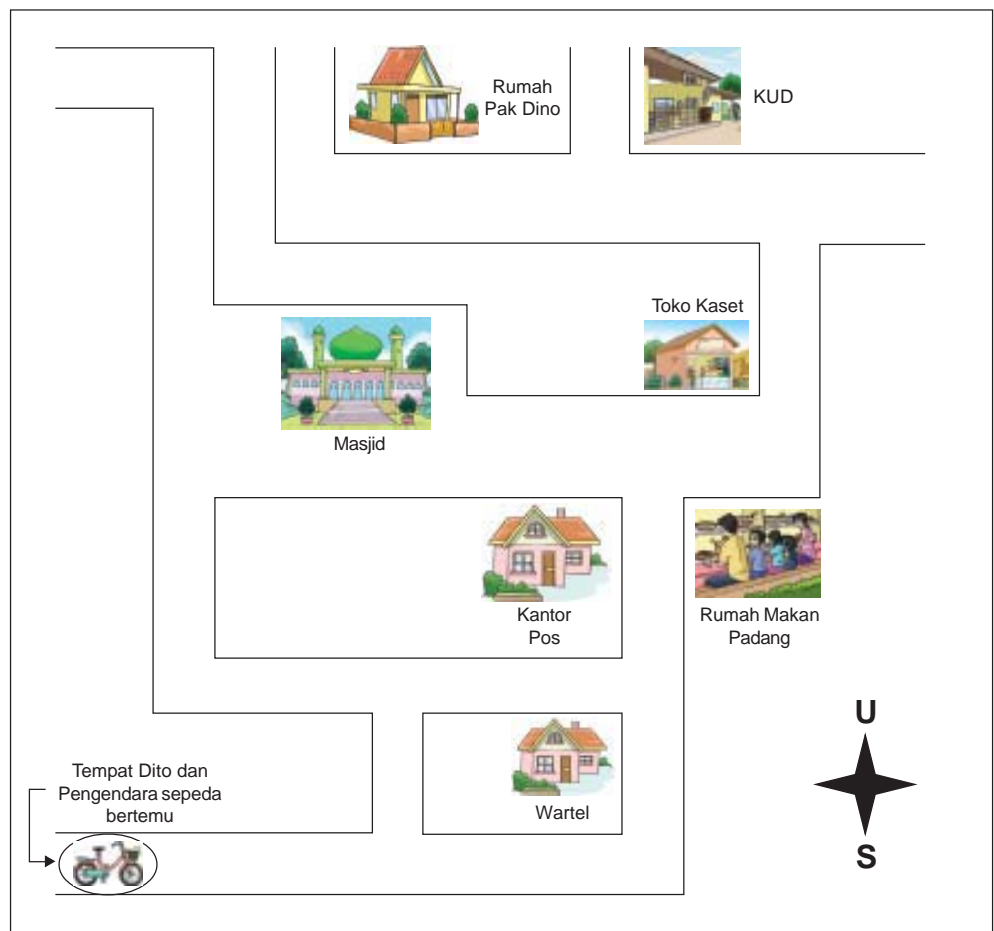 Rumah
Pak Dino
KUD
Toko Kaset
Masjid
Kantor
Pos
Rumah Makan
Padang
U
Tempat Dito dan
Pengendara sepeda
bertemu
Wartel
S